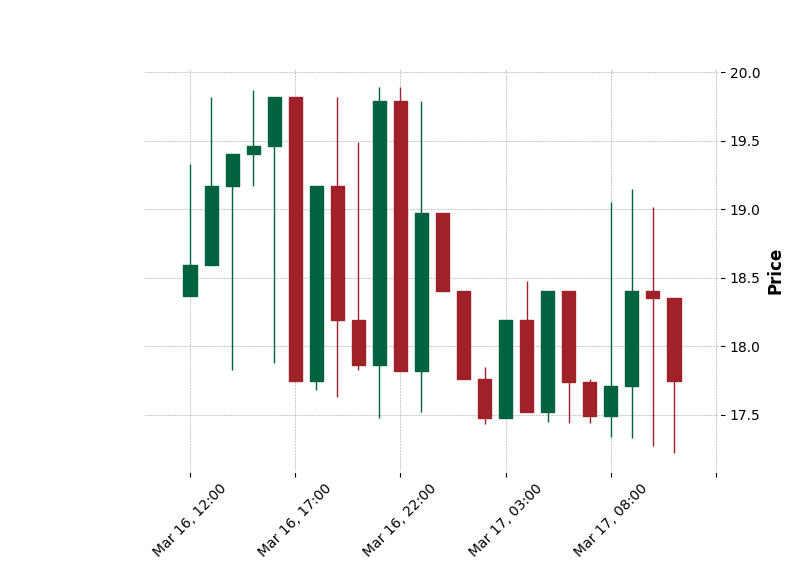 20.0
19.5
19.0
18.5
18.0
17.5
Price
Mar 16, 12:00
Mar 16, 17:00
Mar 16, 22:00
Mar 17, 03:00
Mar 17, 08:00